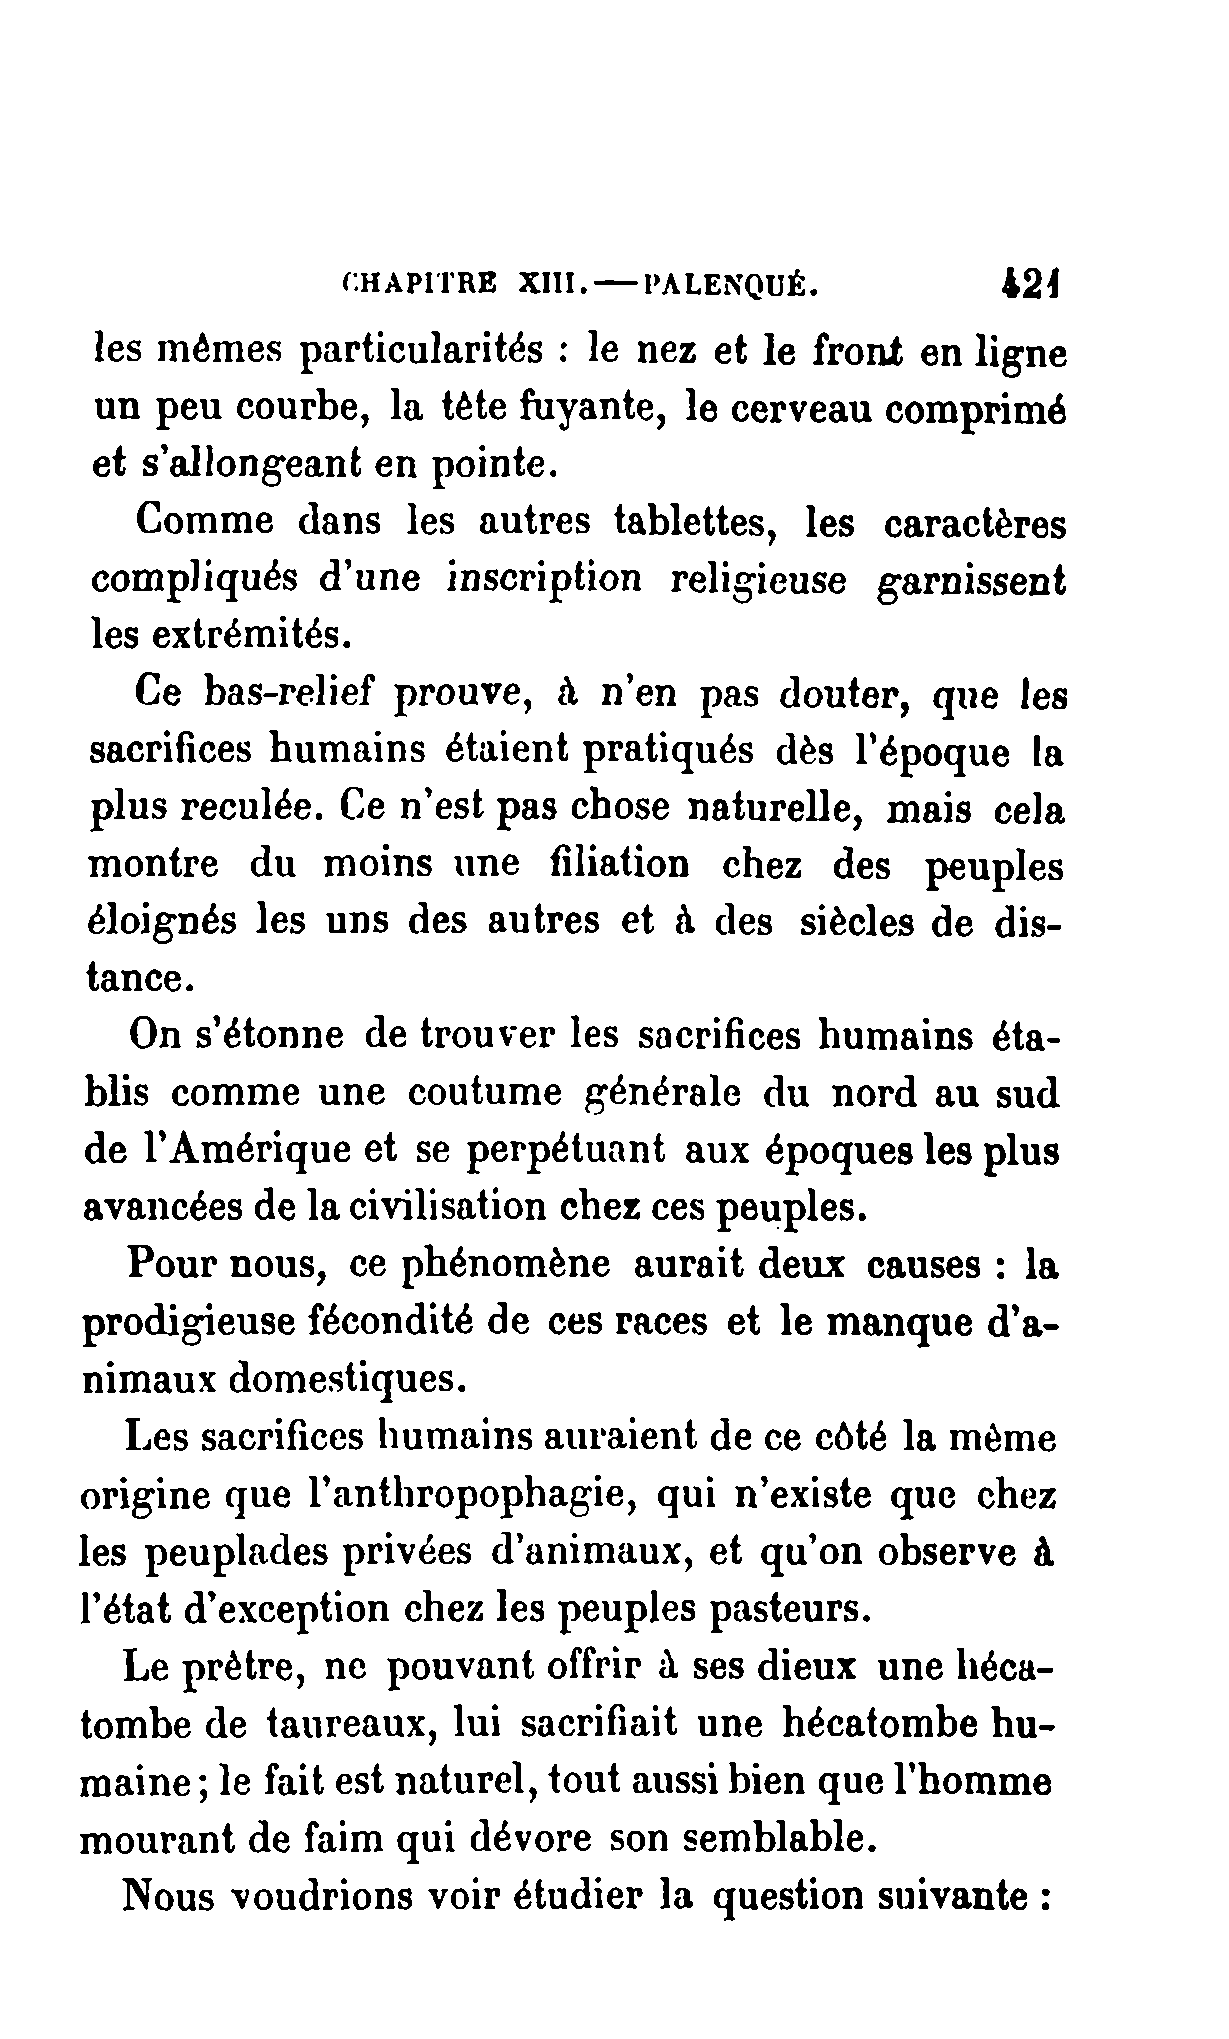 CHAPITRE XIII.—PALENQUÉ. 421
les mêmes particularités : le nez et le front en ligne
un peu courbe, la tête fuyante, le cerveau comprimé
et s'allongeant en pointe.
Comme dans les autres tablettes, les caractères
compliqués d'une inscription religieuse garnissent
les extrémités.
Ce bas-relief prouve, à n'en pas douter, que les
sacrifices humains étaient pratiqués dès l'époque la
plus reculée. Ce n'est pas chose naturelle, mais cela
montre du moins une filiation chez des peuples
éloignés les uns des autres et à des siècles de dis-
tance.
On s'étonne de trouver les sacrifices humains éta-
blis comme une coutume générale du nord au sud
de l'Amérique et se perpétuant aux époques les plus
avancées de la civilisation chez ces peuples.
Pour nous, ce phénomène aurait deux causes : la
prodigieuse fécondité de ces races et le manque d'a-
nimaux domestiques.
Les sacrifices humains auraient de ce côté la même
origine que l'anthropophagie, qui n'existe que chez
les peuplades privées d'animaux, et qu'on observe à
l'état d'exception chez les peuples pasteurs.
Le prêtre, ne pouvant offrir à ses dieux une héca-
tombe de taureaux, lui sacrifiait une hécatombe hu-
maine; le fait est naturel, tout aussi bien que l'homme
mourant de faim qui dévore son semblable.
Nous voudrions voir étudier la question suivante :